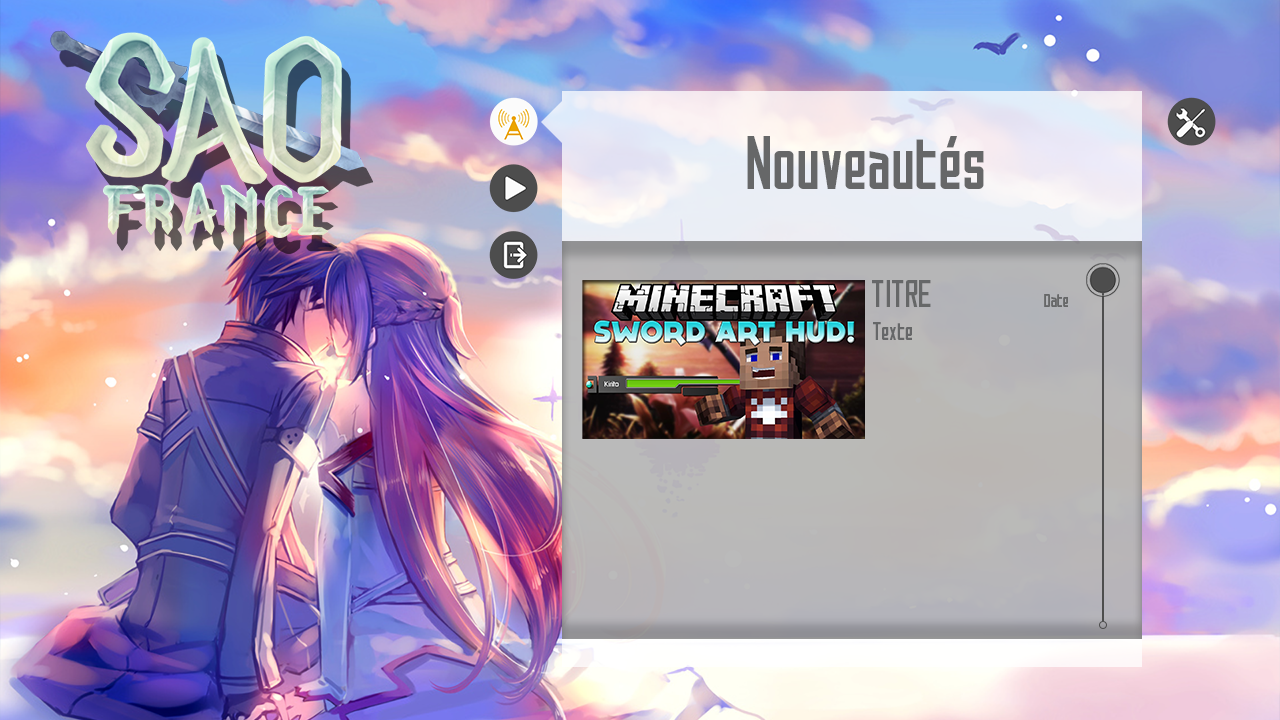 SAO
FRANCE
Nouveautés
MINECRAFT
SWORD ART HUD!
Kirito
TITRE
Date
Texte